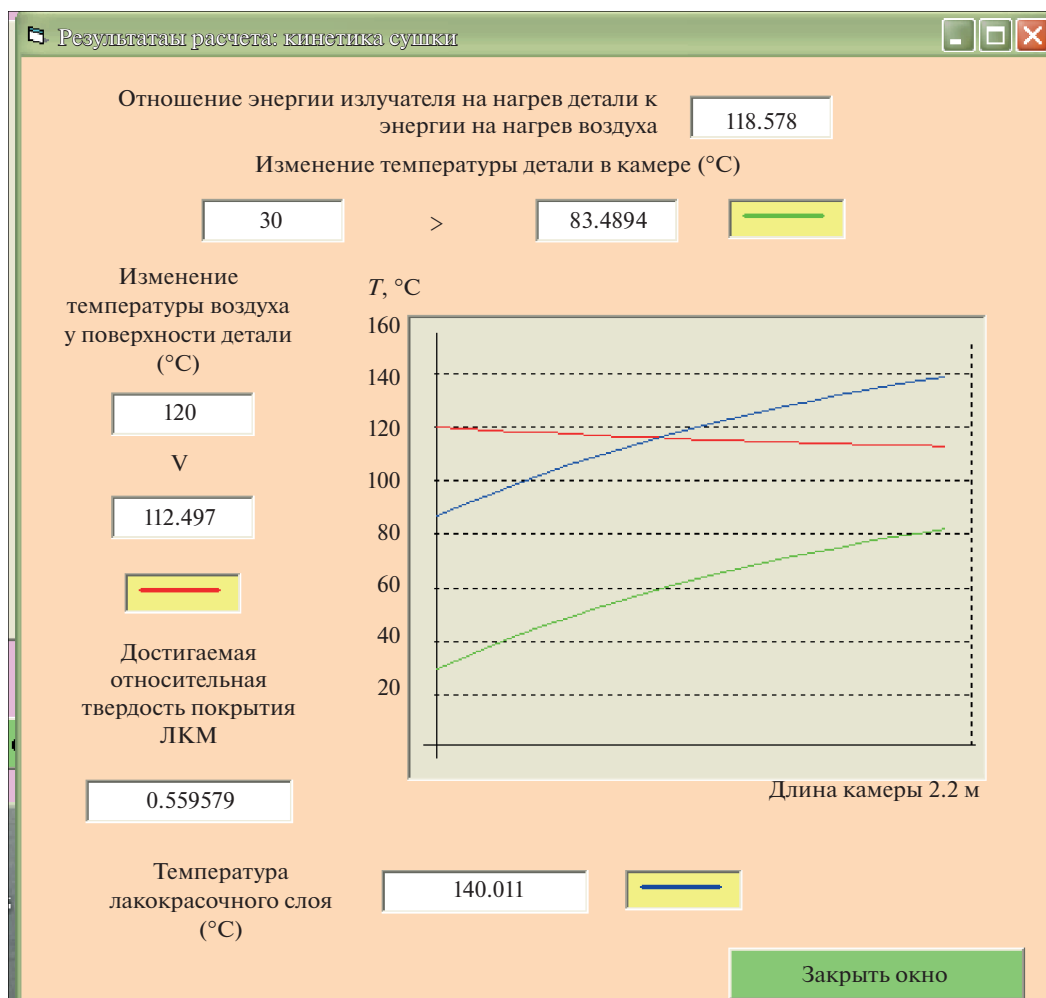 Результатаы расчета: кинетика сушки
Отношение энергии излучателя на нагрев детали к
энергии на нагрев воздуха
118.578
Изменение температуры детали в камере (°C)
30
>
83.4894
Изменение
температуры воздуха
у поверхности детали
(°C)
120
V
112.497
Достигаемая
относительная
твердость покрытия
ЛКМ
0.559579
T, °C
160
140
120
100
80
60
40
20
Длина камеры 2.2 м
Температура
лакокрасочного слоя
(°C)
140.011
Закрыть окно